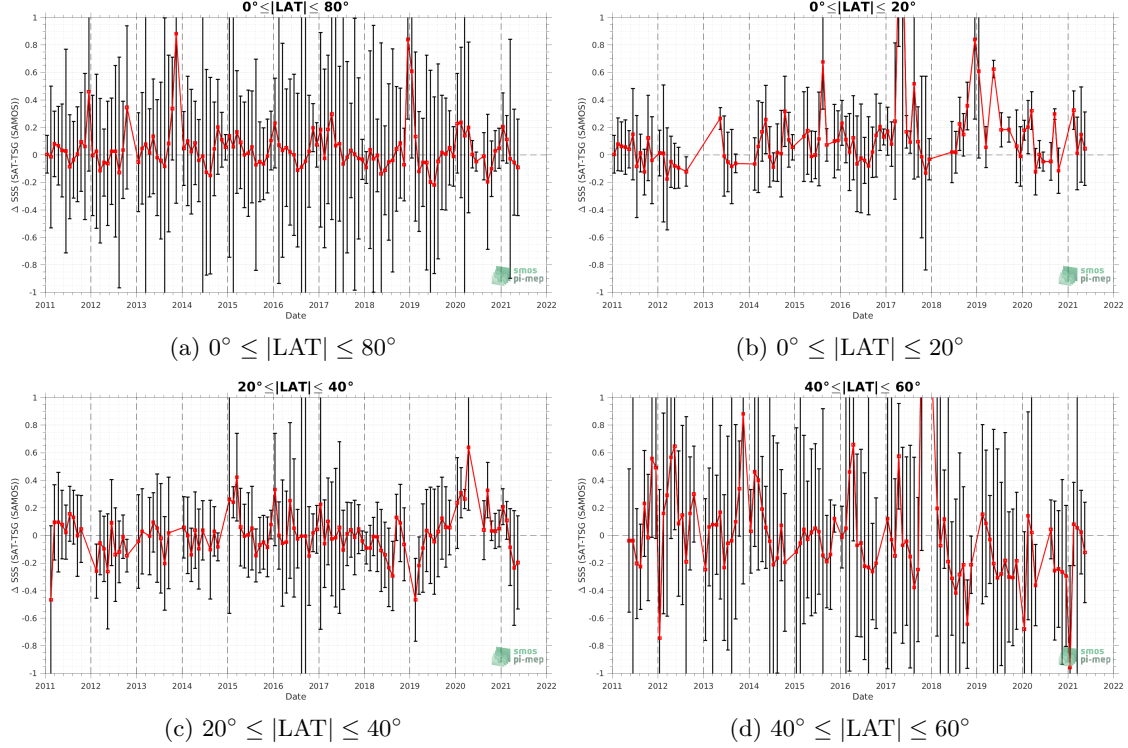 0°≤|LAT|≤ 80°
Δ SSS (SAT-TSG (SAMOS))
1
0.8
0.6
0.4
0.2
0
-0.2
-0.4
-0.6
-0.8
-1
2011 2012 2013 2014 2015 2016 2017 2018 2019 2020 2021 2022
Date
smos
pi-mep
(a) 0° ≤ |LAT| ≤ 80°
0°≤|LAT|≤ 20°
Δ SSS (SAT-TSG (SAMOS))
1
0.8
0.6
0.4
0.2
0
-0.2
-0.4
-0.6
-0.8
-1
2011 2012 2013 2014 2015 2016 2017 2018 2019 2020 2021 2022
Date
smos
pi-mep
(b) 0° ≤ |LAT| ≤ 20°
20°≤|LAT|≤ 40°
Δ SSS (SAT-TSG (SAMOS))
1
0.8
0.6
0.4
0.2
0
-0.2
-0.4
-0.6
-0.8
-1
2011 2012 2013 2014 2015 2016 2017 2018 2019 2020 2021 2022
Date
smos
pi-mep
(c) 20° ≤ |LAT| ≤ 40°
40°≤|LAT|≤ 60°
Δ SSS (SAT-TSG (SAMOS))
1
0.8
0.6
0.4
0.2
0
-0.2
-0.4
-0.6
-0.8
-1
2011 2012 2013 2014 2015 2016 2017 2018 2019 2020 2021 2022
Date
smos
pi-mep
(d) 40° ≤ |LAT| ≤ 60°